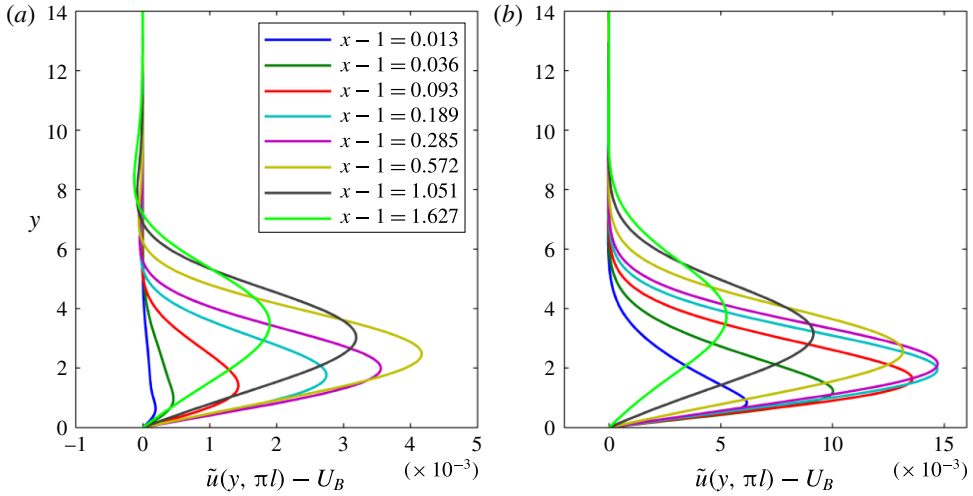 (a)
14
12
10
8
6
4
2
0
y
x − 1 = 0.013
x − 1 = 0.036
x − 1 = 0.093
x − 1 = 0.189
x − 1 = 0.285
x − 1 = 0.572
x − 1 = 1.051
x − 1 = 1.627
−1 0 1 2 3 4 5
(× 10⁻³)
ũ(y, πl) − U_B
(b)
14
12
10
8
6
4
2
0
0 5 10 15
(× 10⁻³)
ũ(y, πl) − U_B